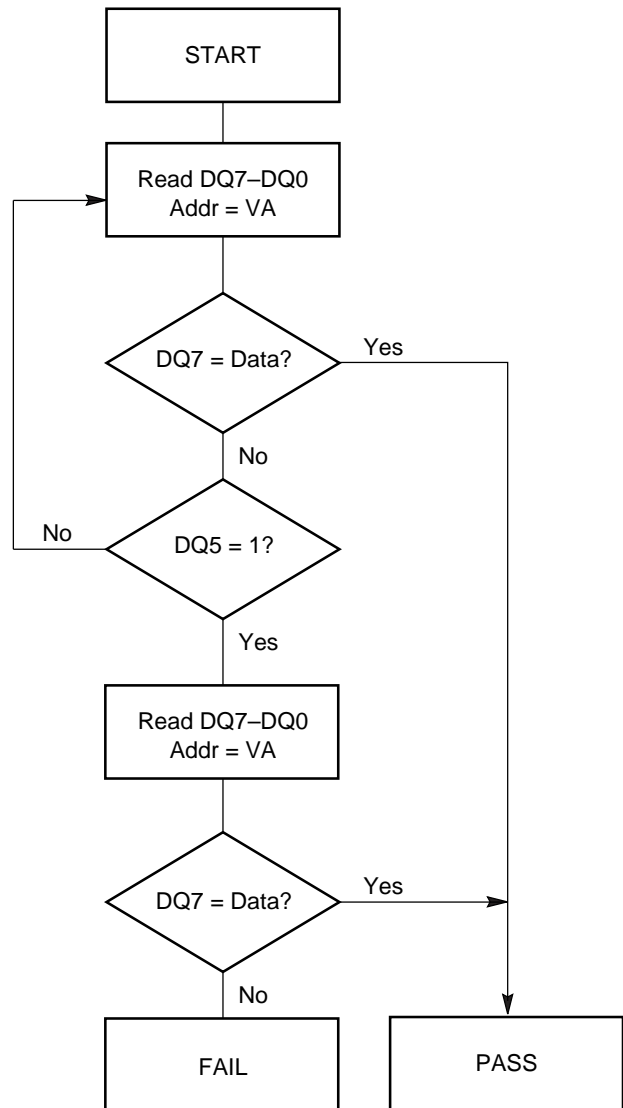 START
Read DQ7–DQ0
Addr = VA
DQ7 = Data?
Yes
No
No
DQ5 = 1?
Yes
Read DQ7–DQ0
Addr = VA
DQ7 = Data?
Yes
No
FAIL
PASS